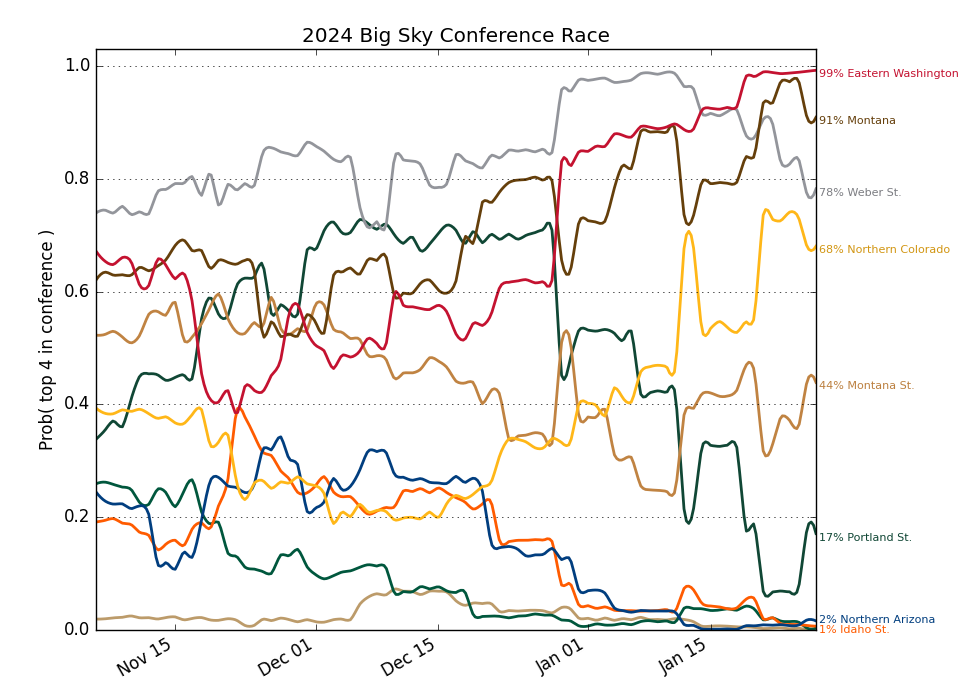 2024 Big Sky Conference Race
1.0
0.8
0.6
0.4
0.2
0.0
Prob( top 4 in conference )
Nov 15
Dec 01
Dec 15
Jan 01
Jan 15
99% Eastern Washington
91% Montana
78% Weber St.
68% Northern Colorado
44% Montana St.
17% Portland St.
2% Northern Arizona
1% Idaho St.